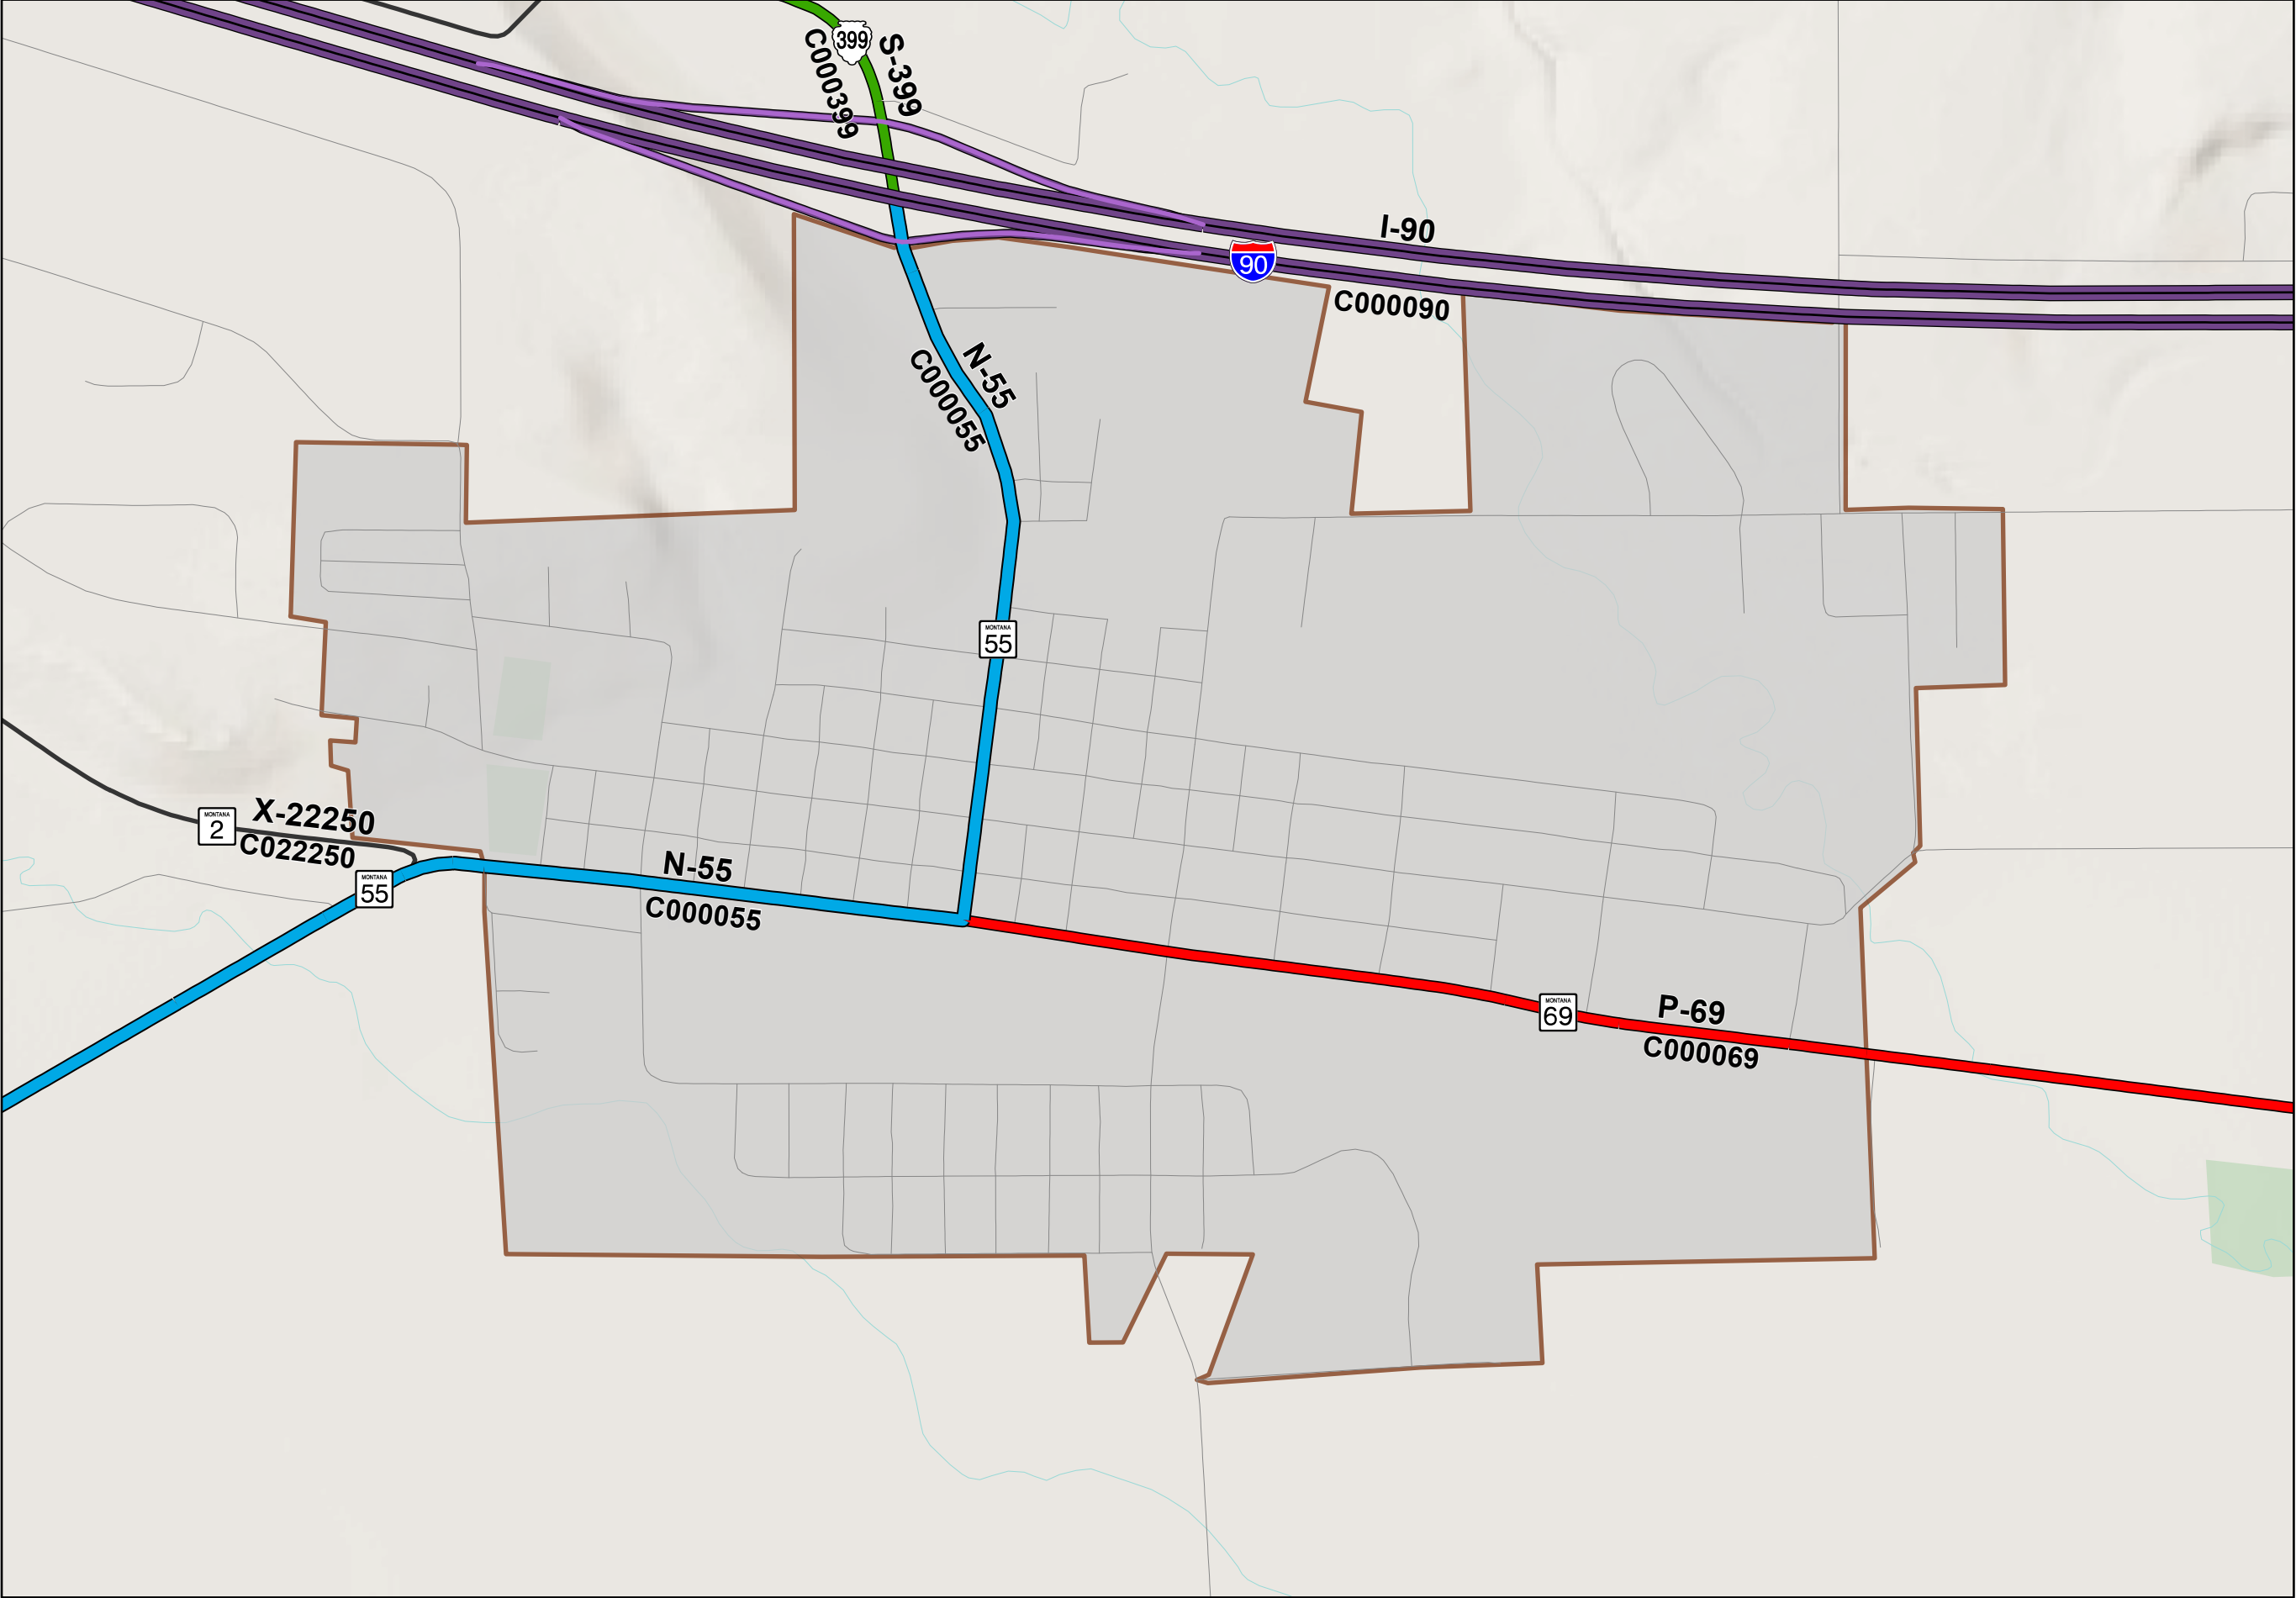 399
S-399
C000399
I-90
90
C000090
N-55
C000055
MONTANA
55
X-22250
MONTANA
2
C022250
N-55
MONTANA
55
C000055
P-69
MONTANA
69
C000069